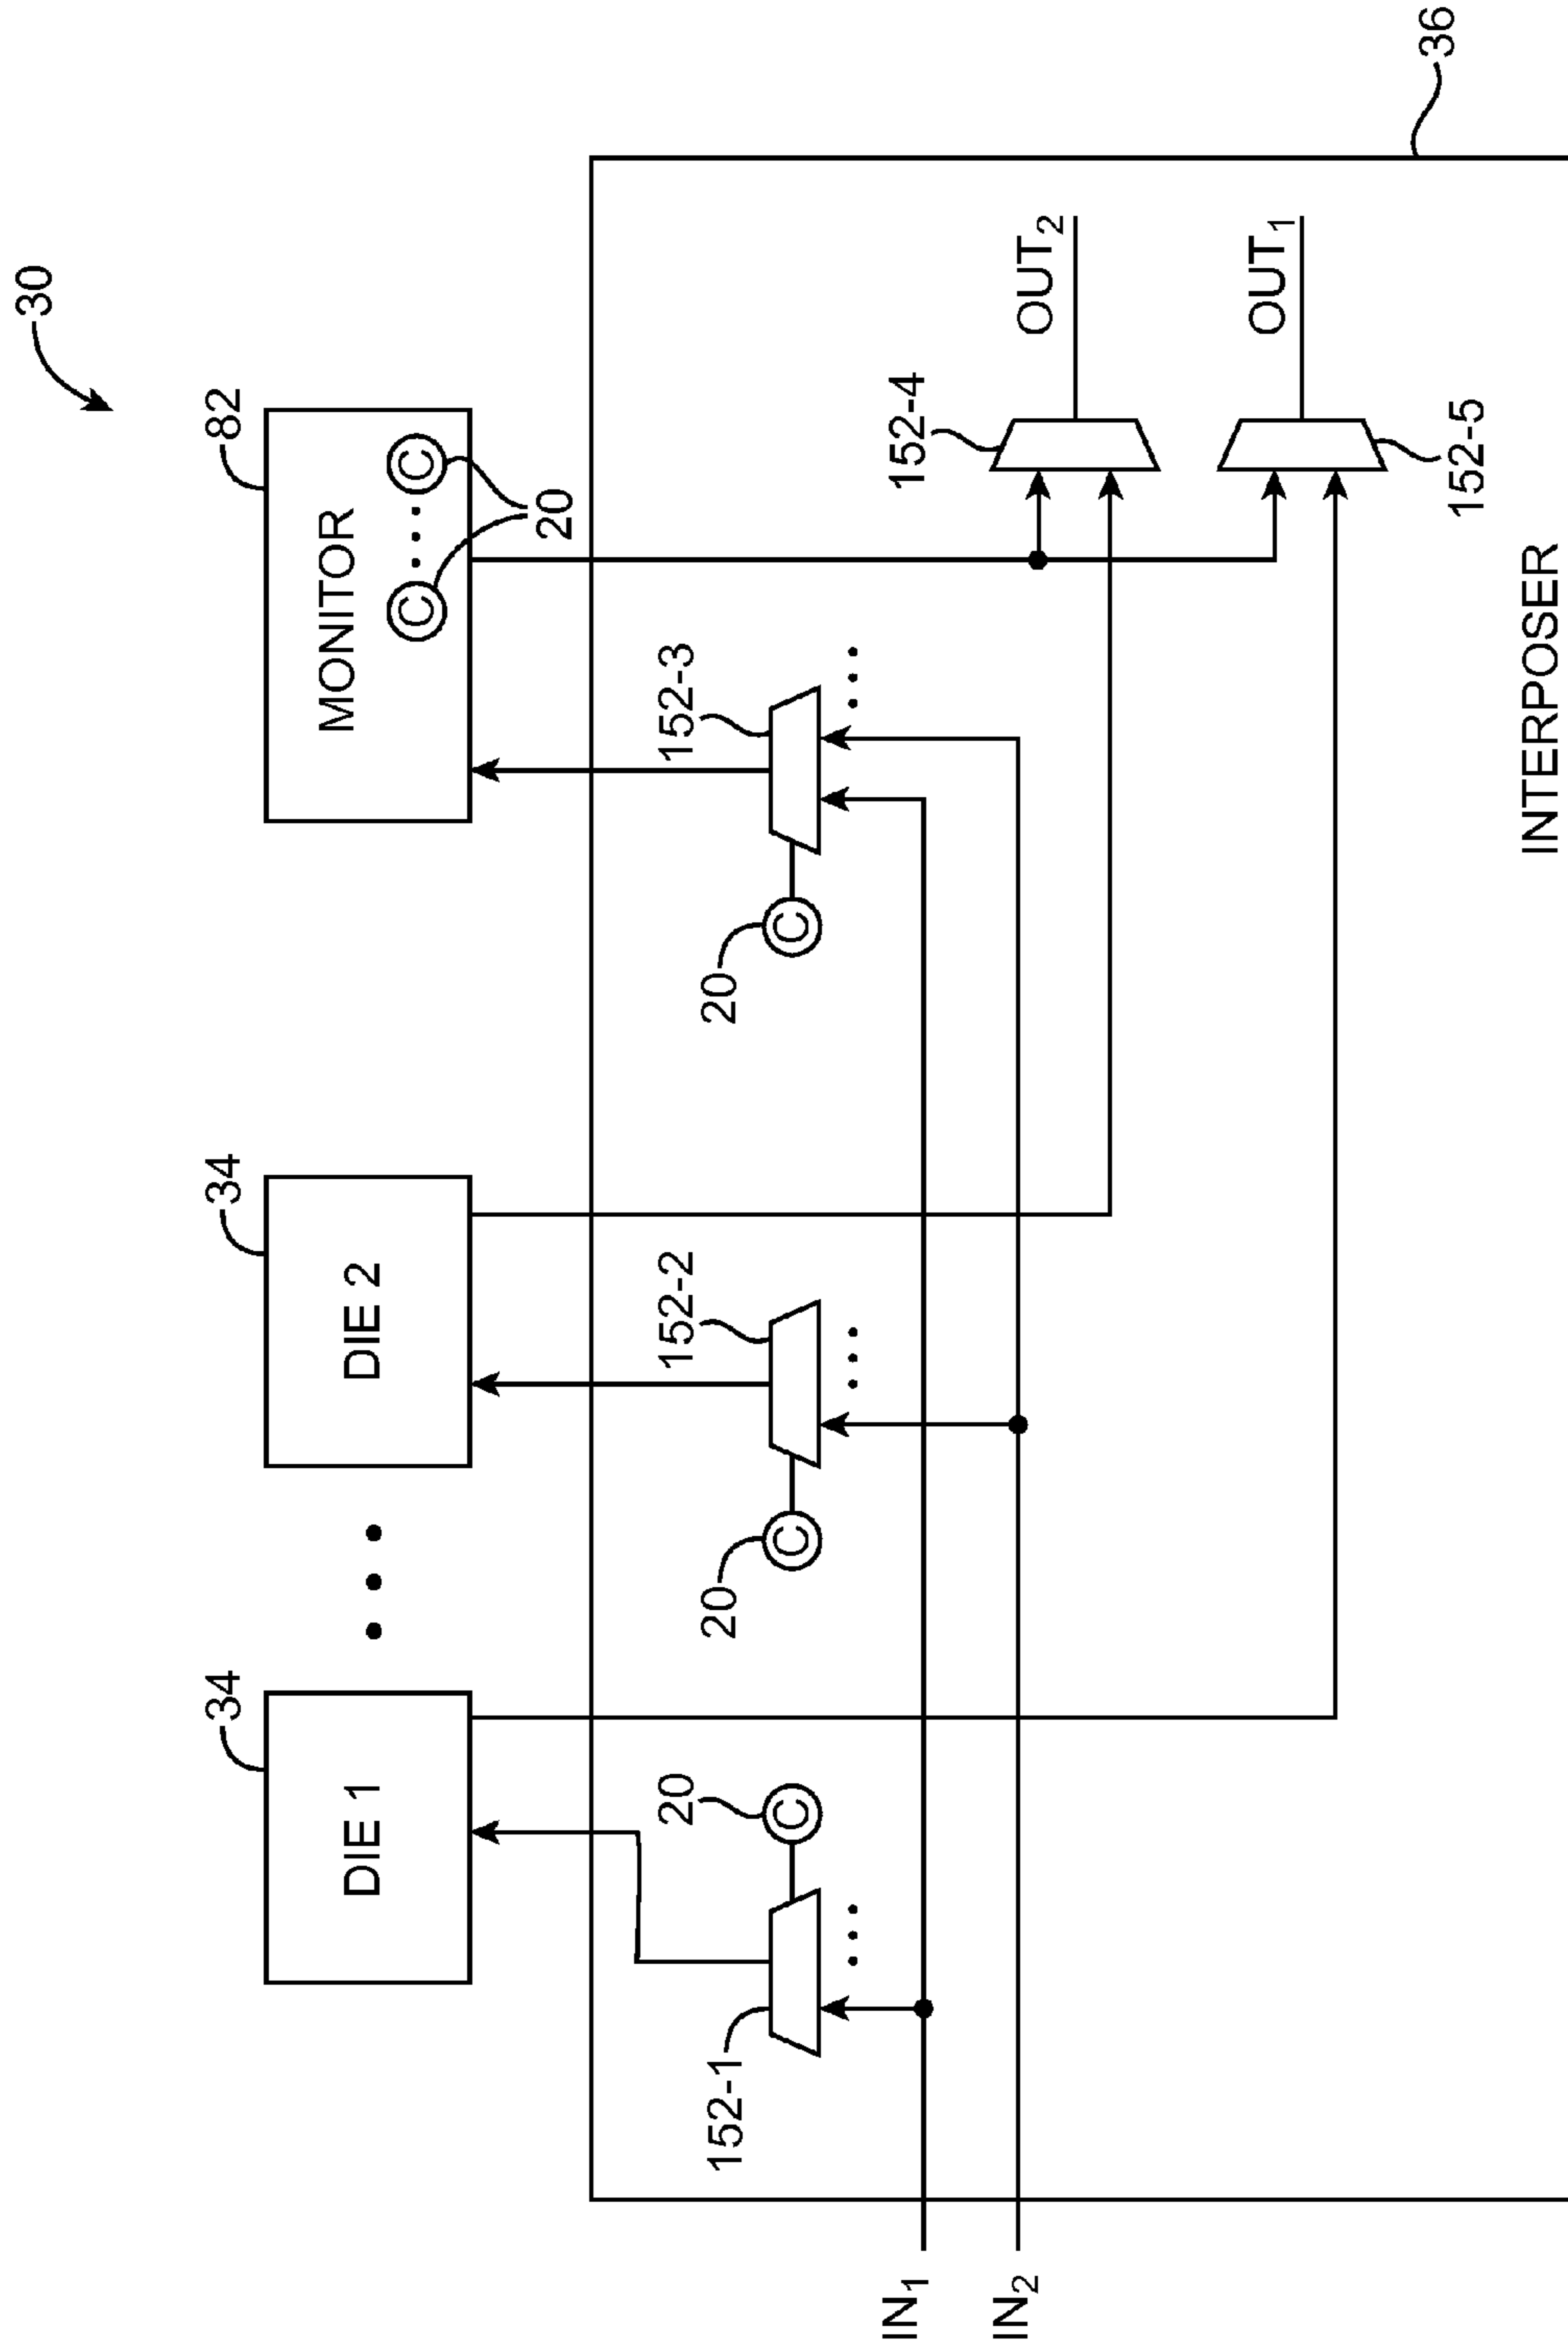 30
34
34
82
DIE 1
DIE 2
MONITOR
© ©
20
152-1
20
©
20
©
152-2
20
©
152-3
IN₁
IN₂
152-4
OUT₂
OUT₁
152-5
INTERPOSER
36